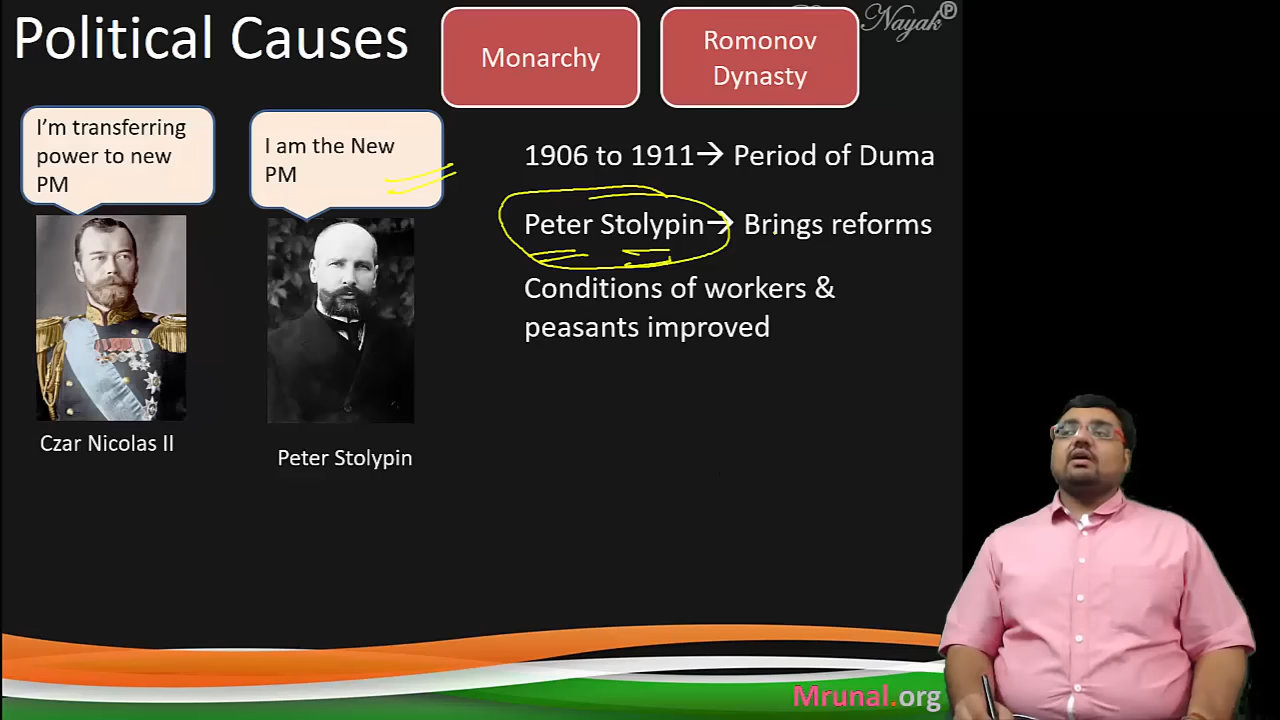 Political Causes
Monarchy
Romonov
Dynasty
Nayak
I'm transferring
power to new
PM
I am the New
PM
1906 to 1911→ Period of Duma
Peter Stolypin→ Brings reforms
Conditions of workers &
peasants improved
Czar Nicolas II
Peter Stolypin
Mrunal.org